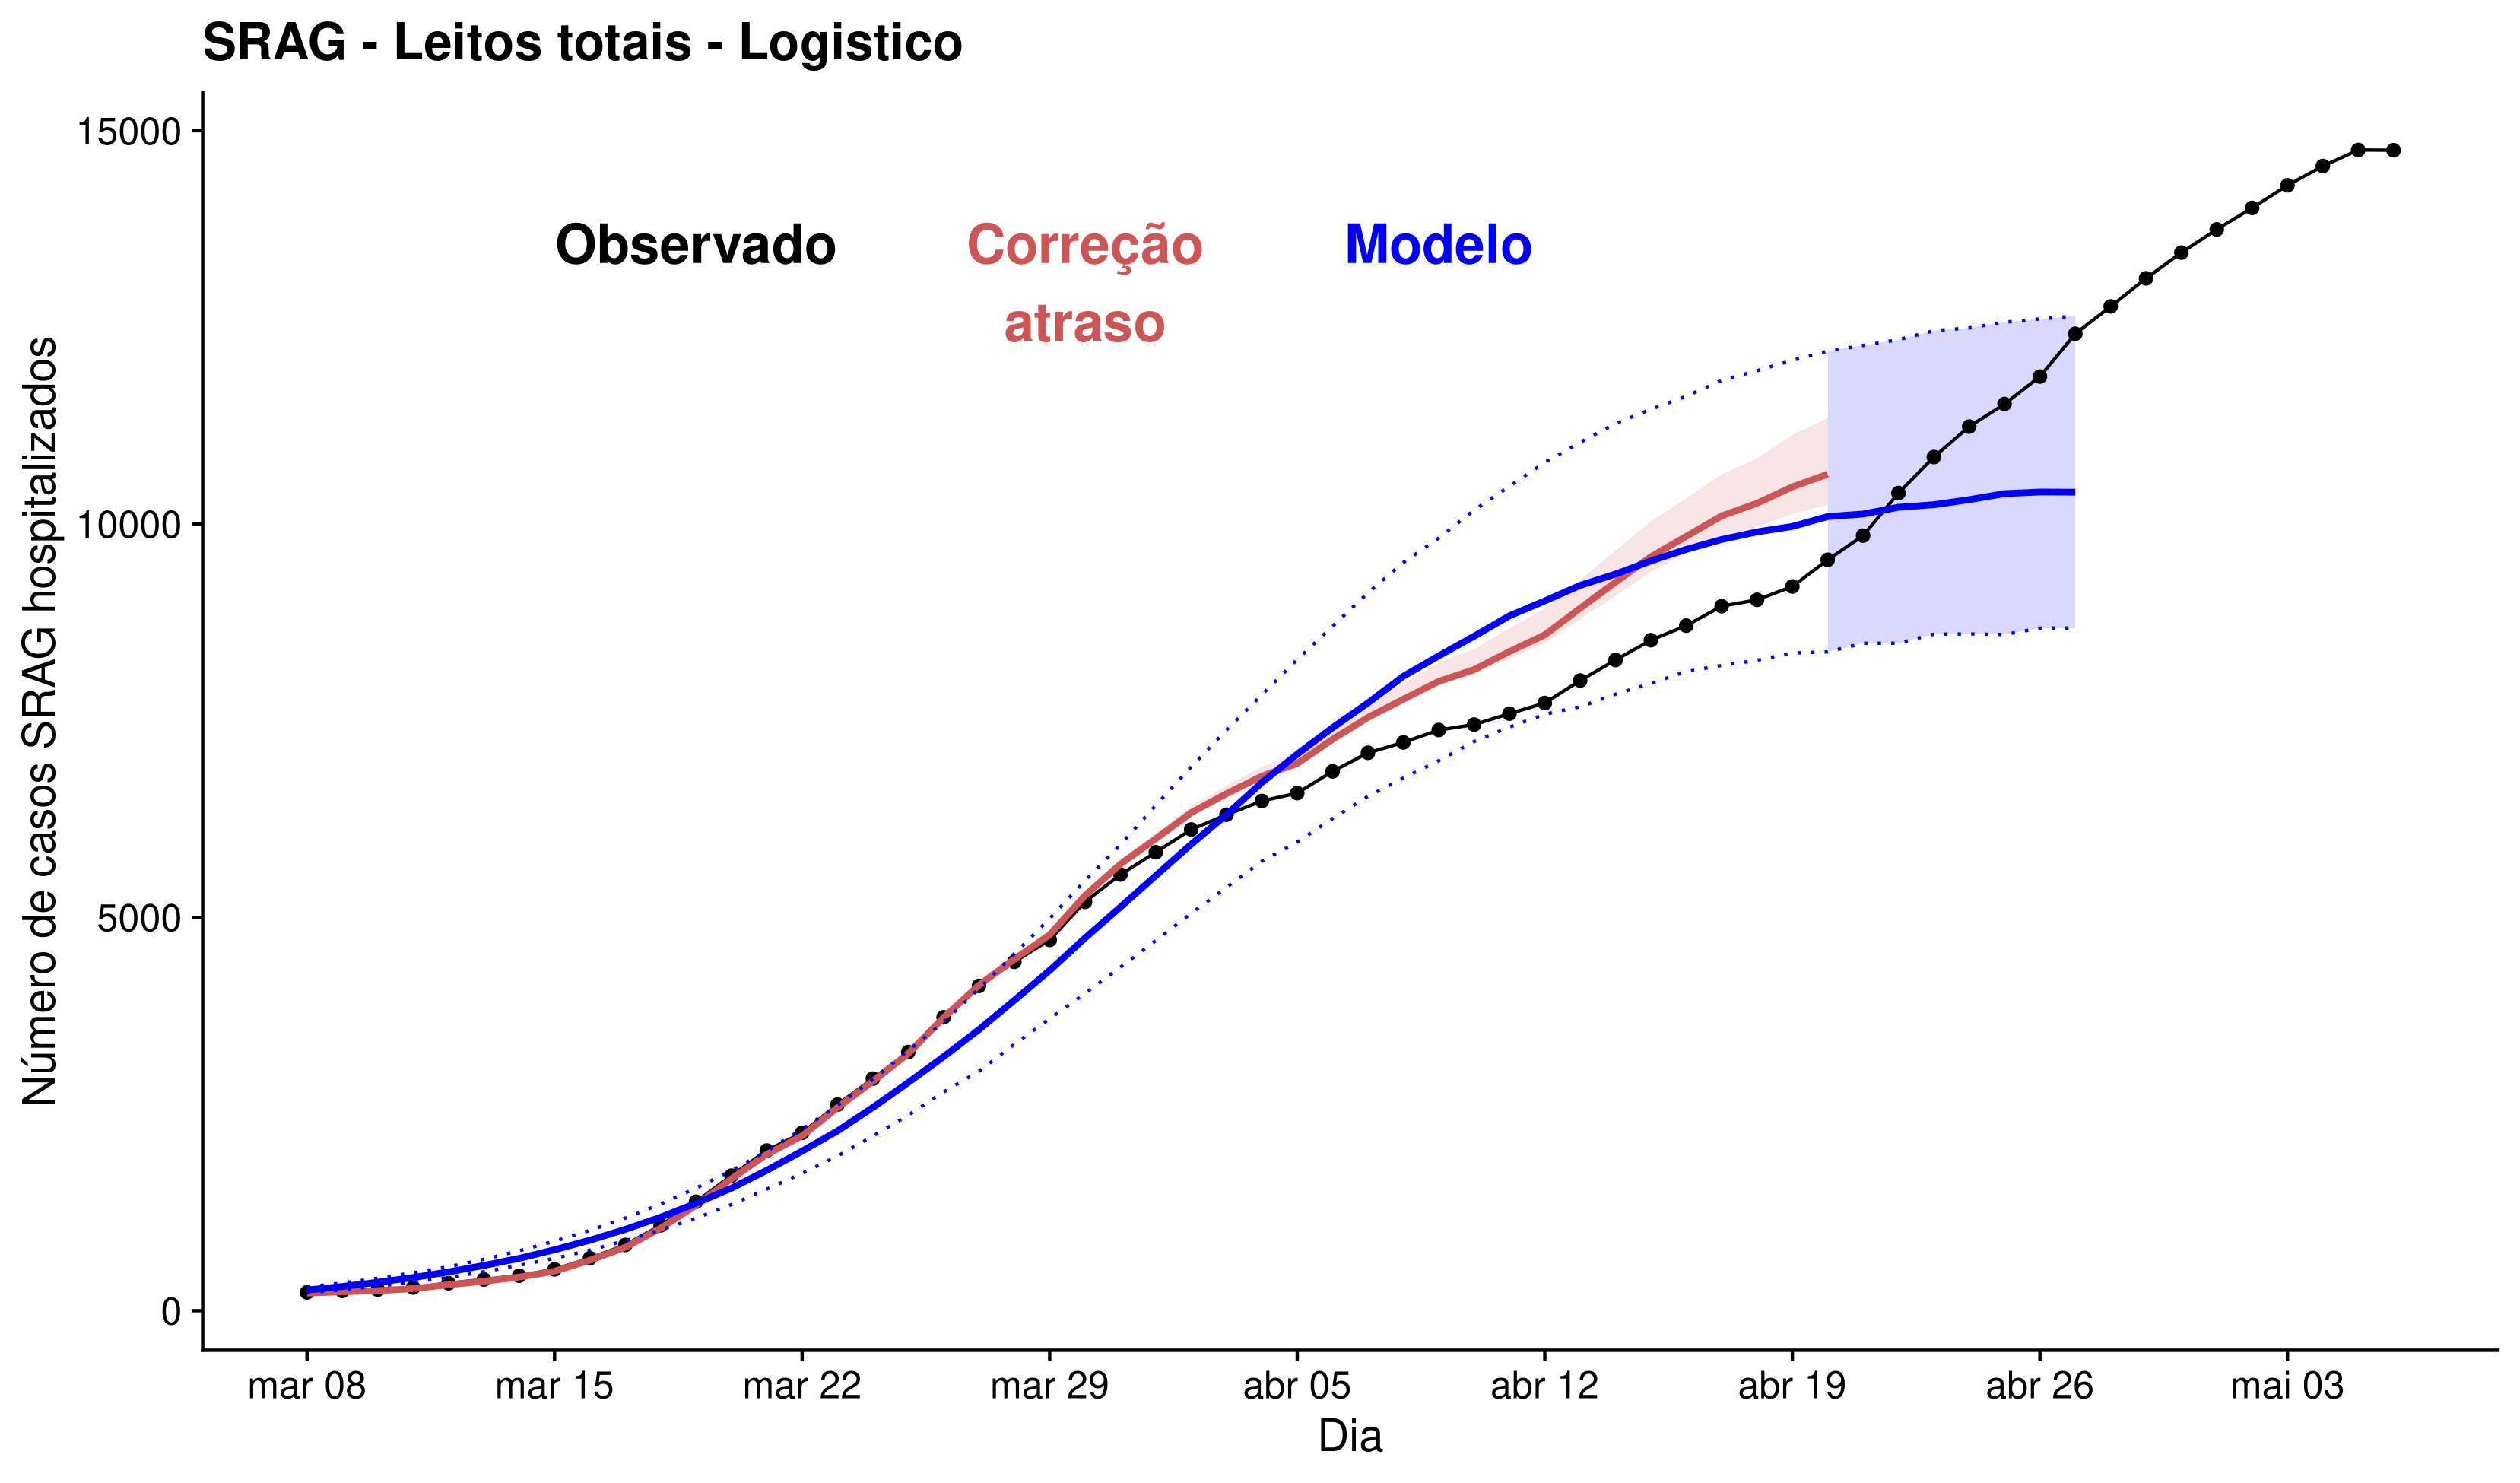 SRAG - Leitos totais - Logistico
Número de casos SRAG hospitalizados
15000
10000
5000
0
Observado
Correção
atraso
Modelo
mar 08
mar 15
mar 22
mar 29
abr 05
abr 12
abr 19
abr 26
mai 03
Dia